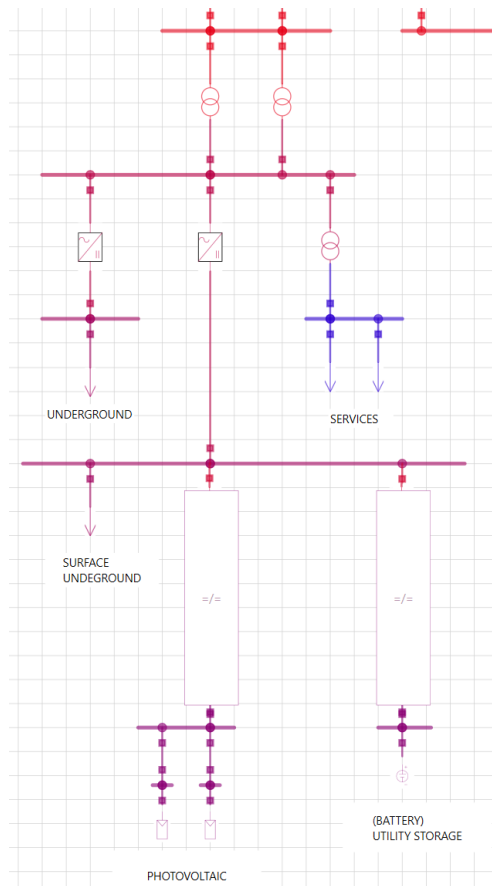 UNDERGROUND
SERVICES
SURFACE
UNDEGROUND
=/=
=/=
(BATTERY)
UTILITY STORAGE
PHOTOVOLTAIC